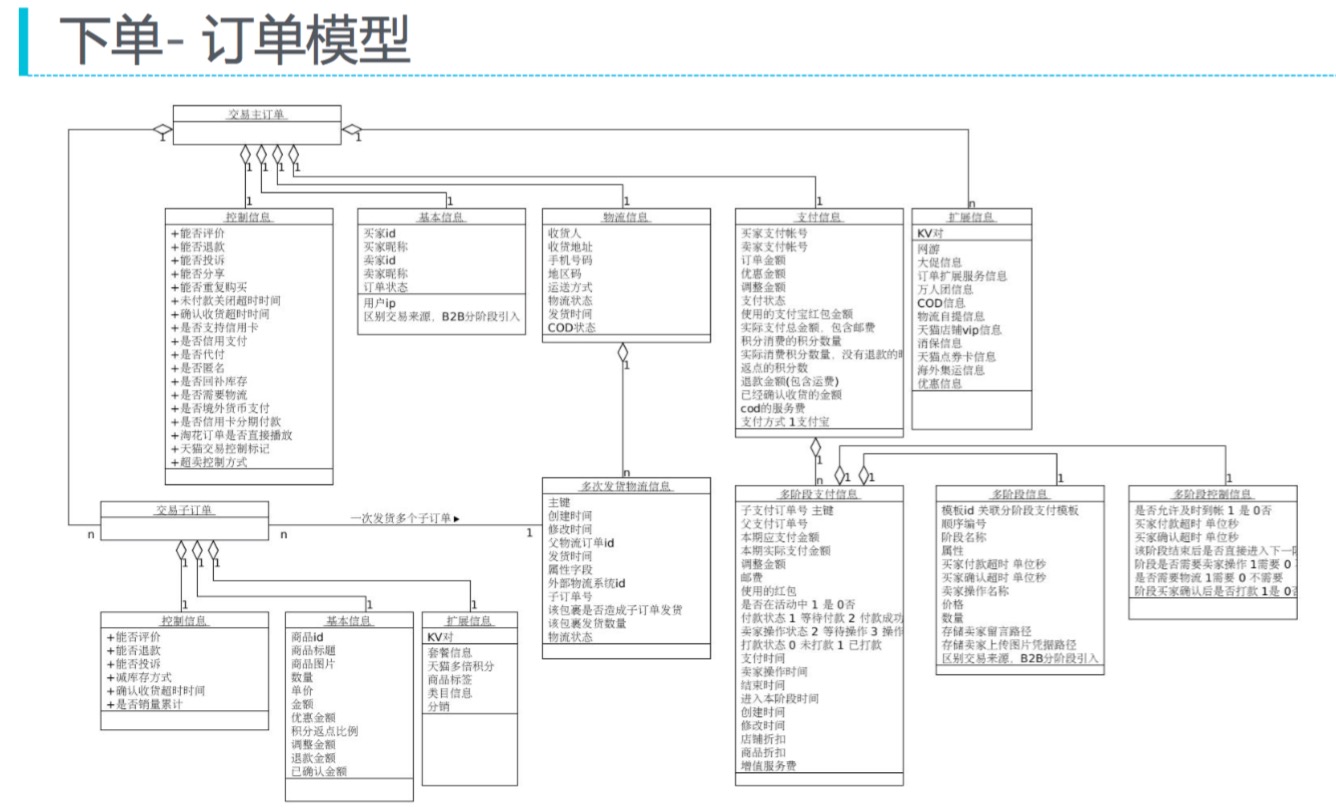 下单- 订单模型
交易主订单
1
1
1
1
1
1
1
1
1
1
n
控制信息
+能否评价
+能否退款
+能否投诉
+能否分享
+能否重复购买
+未付款关闭超时时间
+确认收货超时时间
+是否支持信用卡
+是否信用支付
+是否代付
+是否匿名
+是否回补库存
+是否需要物流
+是否境外货币支付
+是否信用卡分期付款
+淘花订单是否直接播放
+天猫交易控制标记
+超卖控制方式
基本信息
买家id
买家昵称
卖家id
卖家昵称
订单状态
用户ip
区别交易来源，B2B分阶段引入
物流信息
收货人
收货地址
手机号码
地区码
运送方式
物流状态
发货时间
COD状态
1
n
支付信息
买家支付帐号
卖家支付帐号
订单金额
优惠金额
调整金额
支付状态
使用的支付宝红包金额
实际支付总金额，包含邮费
积分消费的积分数量
实际消费积分数量，没有退款的
返点的积分数
退款金额(包含运费)
已经确认收货的金额
cod的服务费
支付方式 1支付宝
1
n
1
1
1
1
扩展信息
KV对
网游
大促信息
订单扩展服务信息
万人团信息
COD信息
物流自提信息
天猫店铺vip信息
消保信息
天猫点券卡信息
海外集运信息
优惠信息
交易子订单
n
n
一次发货多个子订单▶
1
1
1
1
1
1
1
控制信息
+能否评价
+能否退款
+能否投诉
+减库存方式
+确认收货超时时间
+是否销量累计
基本信息
商品id
商品标题
商品图片
数量
单价
金额
优惠金额
积分返点比例
调整金额
退款金额
已确认金额
扩展信息
KV对
套餐信息
天猫多倍积分
商品标签
类目信息
分销
多次发货物流信息
主键
创建时间
修改时间
父物流订单id
发货时间
属性字段
外部物流系统id
子订单号
该包裹是否造成子订单发货
该包裹发货数量
物流状态
多阶段支付信息
子支付订单号 主键
父支付订单号
本期应支付金额
本期实际支付金额
调整金额
邮费
使用的红包
是否在活动中 1 是 0否
付款状态 1 等待付款 2 付款成功
卖家操作状态 2 等待操作 3 操作
打款状态 0 未打款 1 已打款
支付时间
卖家操作时间
结束时间
进入本阶段时间
创建时间
修改时间
店铺折扣
商品折扣
增值服务费
多阶段信息
模板id 关联分阶段支付模板
顺序编号
阶段名称
属性
买家付款超时 单位秒
买家确认超时 单位秒
卖家操作名称
价格
数量
存储卖家留言路径
存储卖家上传图片凭据路径
区别交易来源，B2B分阶段引入
多阶段控制信息
是否允许及时到帐 1 是 0否
买家付款超时 单位秒
买家确认超时 单位秒
该阶段结束后是否直接进入下一
阶段是否需要卖家操作 1需要 0
是否需要物流 1需要 0 不需要
阶段买家确认后是否打款 1是 0